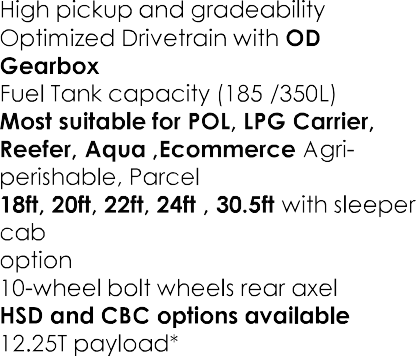 High pickup and gradeability
Optimized Drivetrain with OD
Gearbox
Fuel Tank capacity (185 /350L)
Most suitable for POL, LPG Carrier,
Reefer, Aqua ,Ecommerce Agri-
perishable, Parcel
18ft, 20ft, 22ft, 24ft , 30.5ft with sleeper
cab
option
10-wheel bolt wheels rear axel
HSD and CBC options available
12.25T payload*